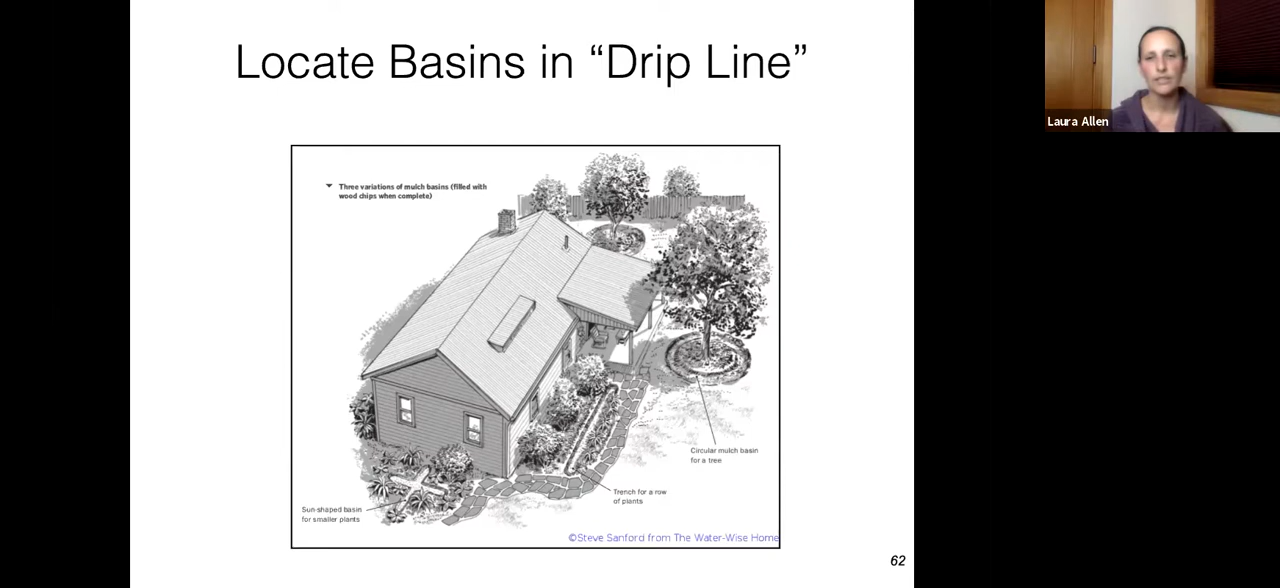 Locate Basins in “Drip Line”
Laura Allen
Three variations of mulch basins (filled with
wood chips when complete)
Circular mulch basin
for a tree
Trench for a row
of plants
Sun-shaped basin
for smaller plants
©Steve Sanford from The Water-Wise Home
62